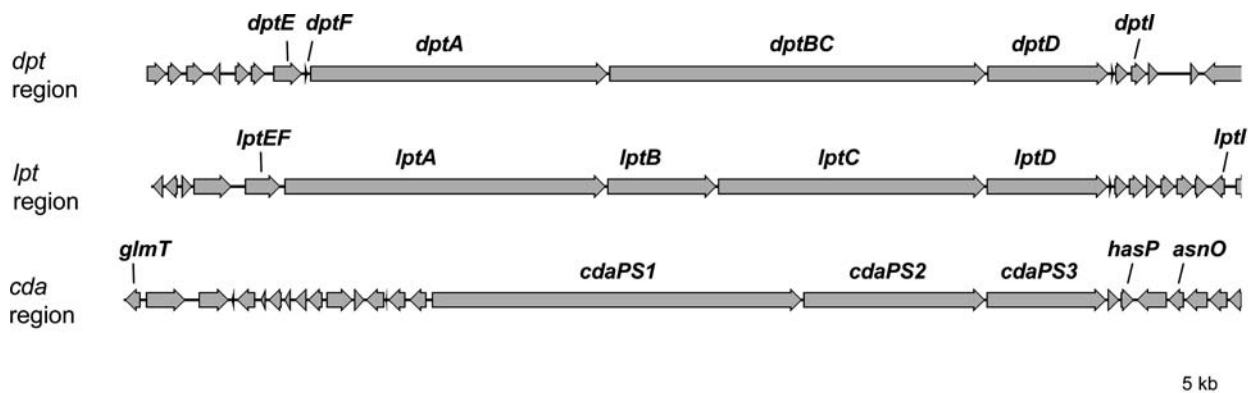 dptE dptF dptA dptBC dptD dptI
dpt
region
lptEF lptA lptB lptC lptD lptI
lpt
region
glmT cdaPS1 cdaPS2 cdaPS3 hasP asnO
cda
region
5 kb